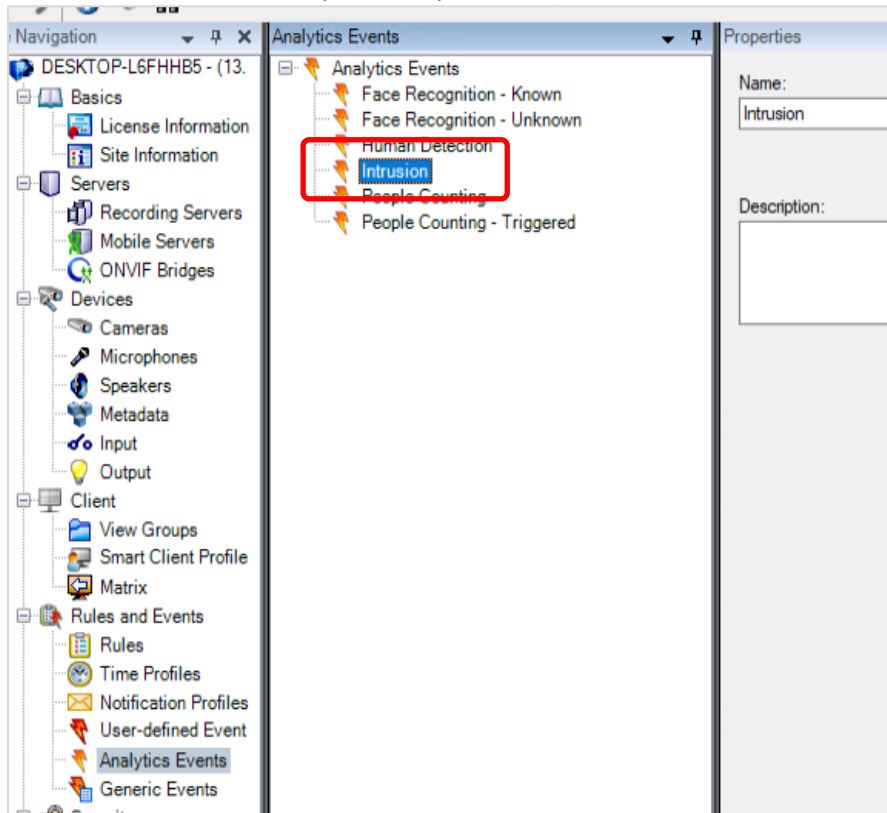 Navigation
DESKTOP-L6FHHB5 - (13.
Basics
License Information
Site Information
Servers
Recording Servers
Mobile Servers
ONVIF Bridges
Devices
Cameras
Microphones
Speakers
Metadata
Input
Output
Client
View Groups
Smart Client Profile
Matrix
Rules and Events
Rules
Time Profiles
Notification Profiles
User-defined Event
Analytics Events
Generic Events
Analytics Events
Analytics Events
Face Recognition - Known
Face Recognition - Unknown
Human Detection
Intrusion
People Counting
People Counting - Triggered
Properties
Name:
Intrusion
Description: